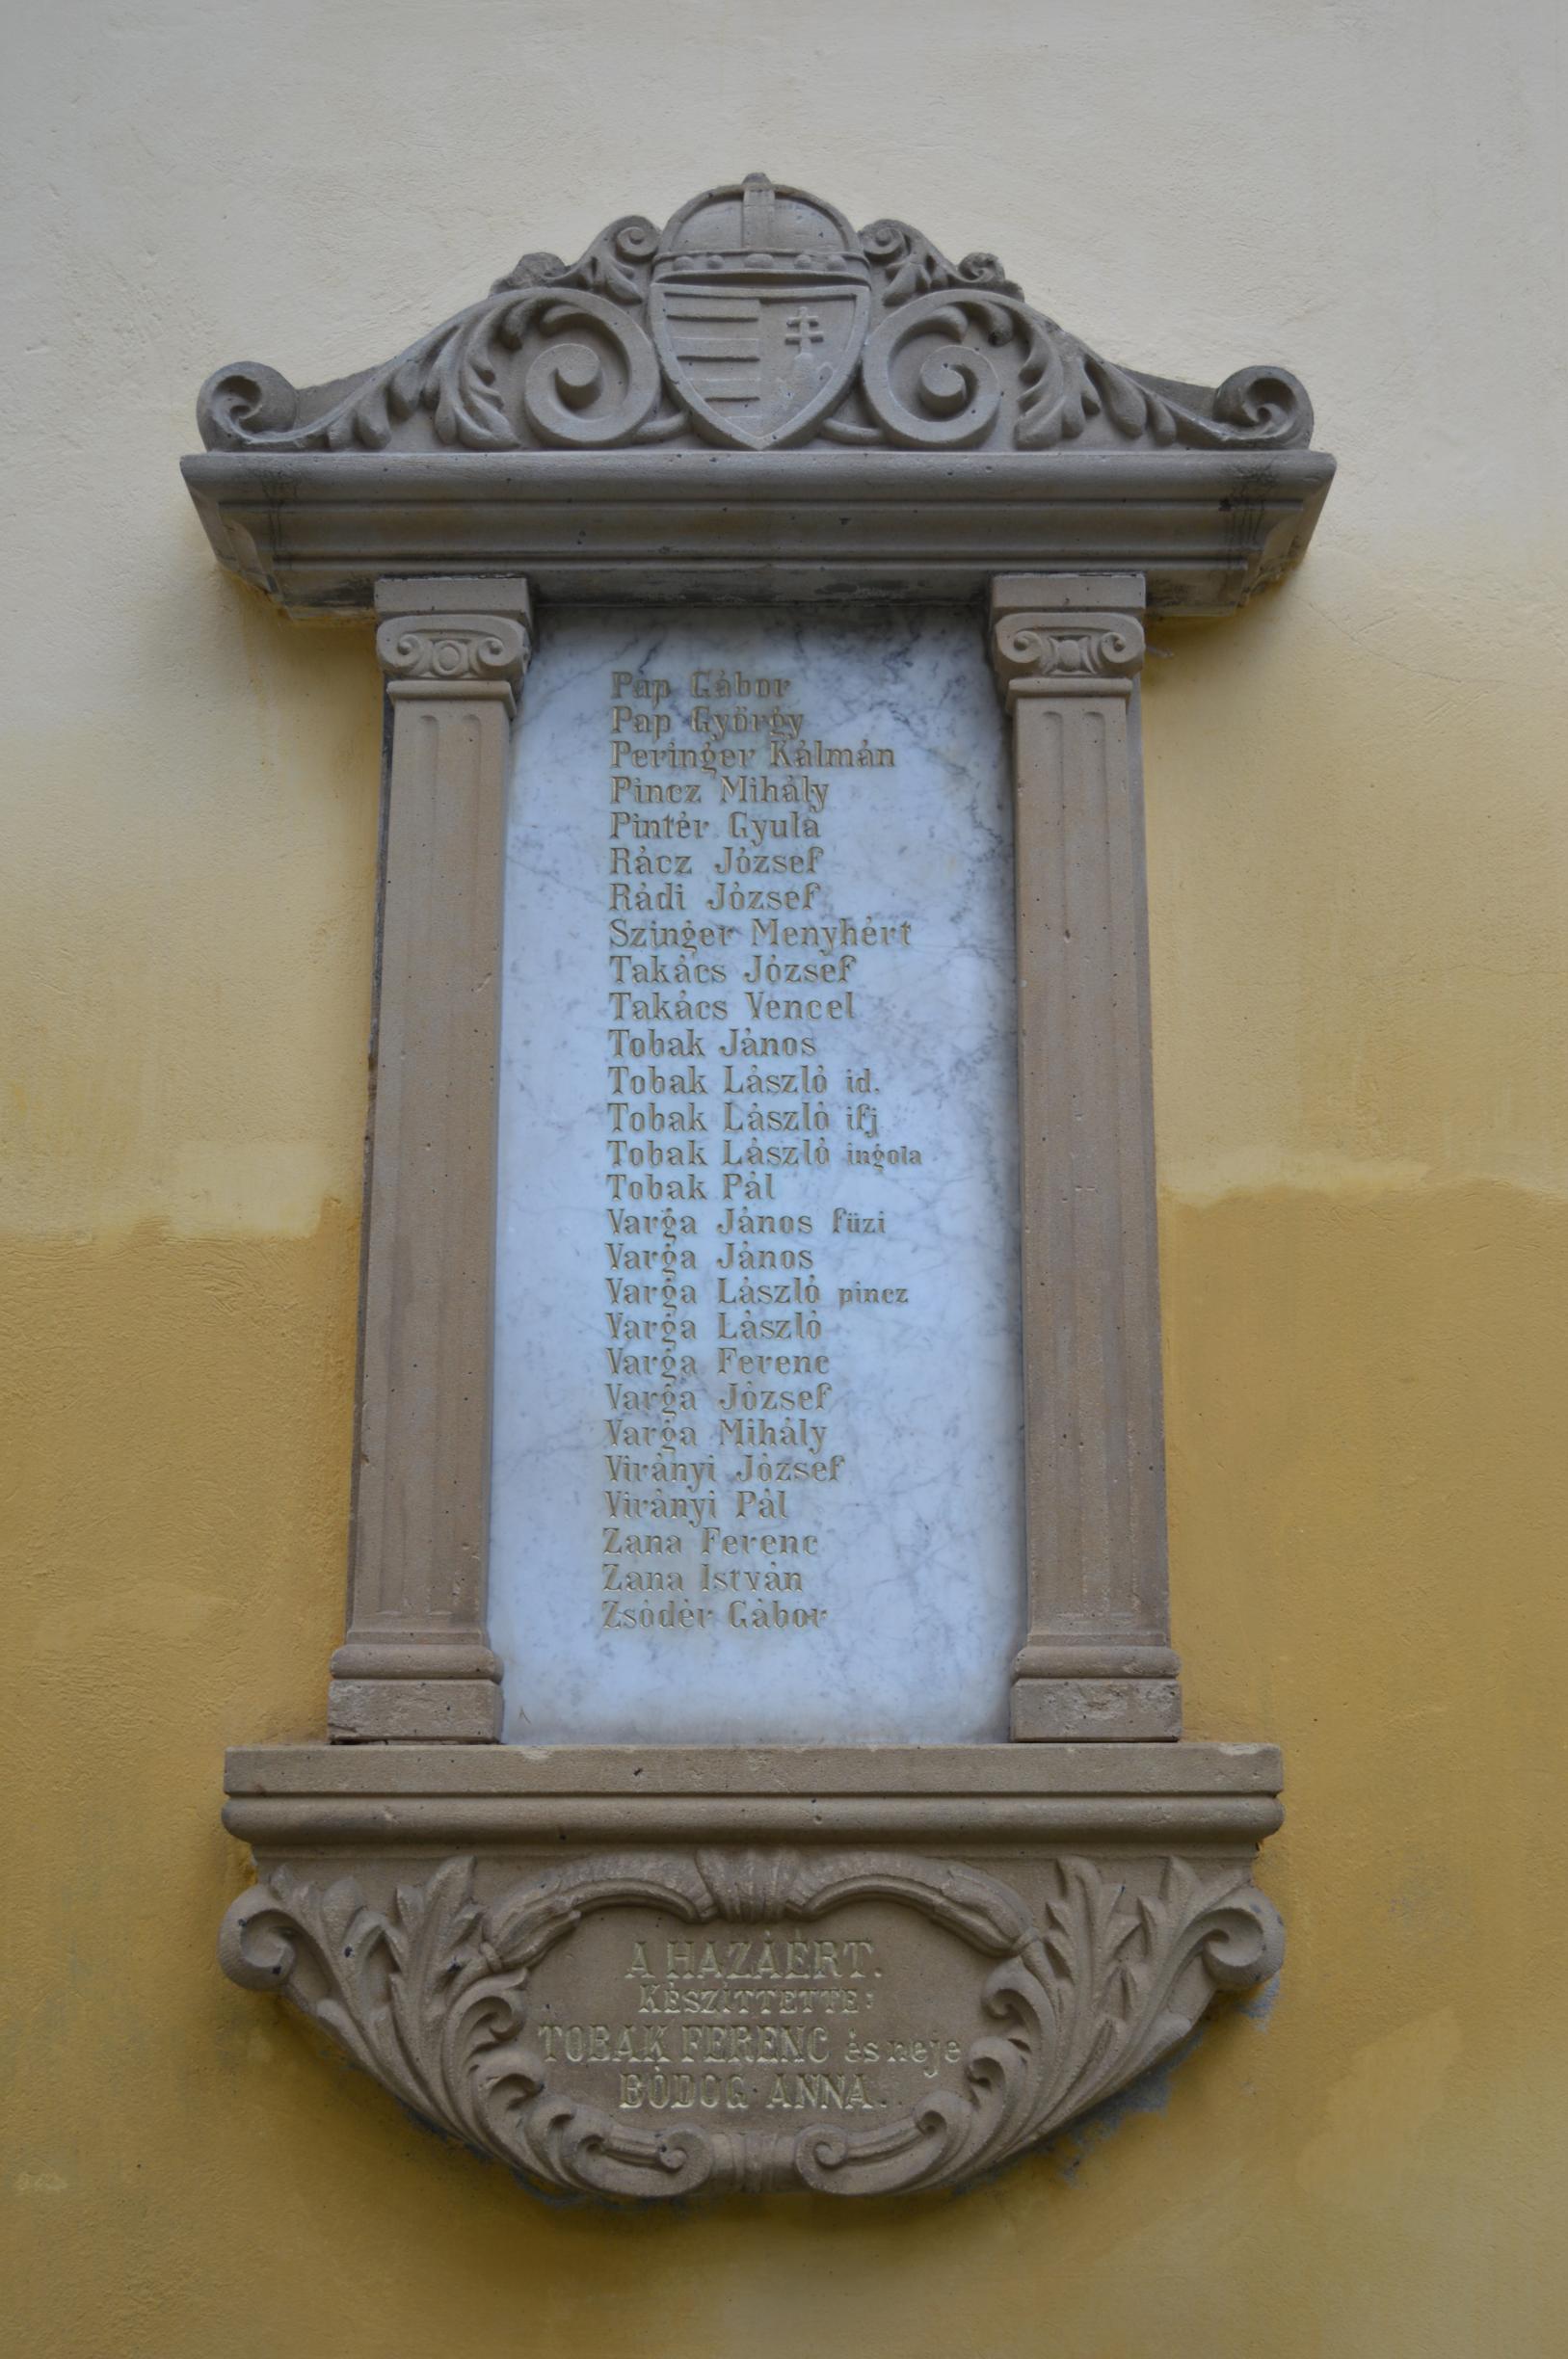 Pap Gábor
Pap György
Peringer Kálmán
Pincz Mihály
Pintér Gyula
Rácz József
Rádi József
Szinger Menyhért
Takács József
Takács Vencel
Tobak János
Tobak László id.
Tobak László ifj
Tobak László ingola
Tobak Pál
Varga János füzi
Varga János
Varga László pincz
Varga László
Varga Ferenc
Varga József
Varga Mihály
Virányi József
Virányi Pál
Zana Ferenc
Zana István
Zsódér Gábor
A HAZÁÉRT.
KÉSZÍTTETTE:
TOBAK FERENC és neje
BÓDOG ANNA.